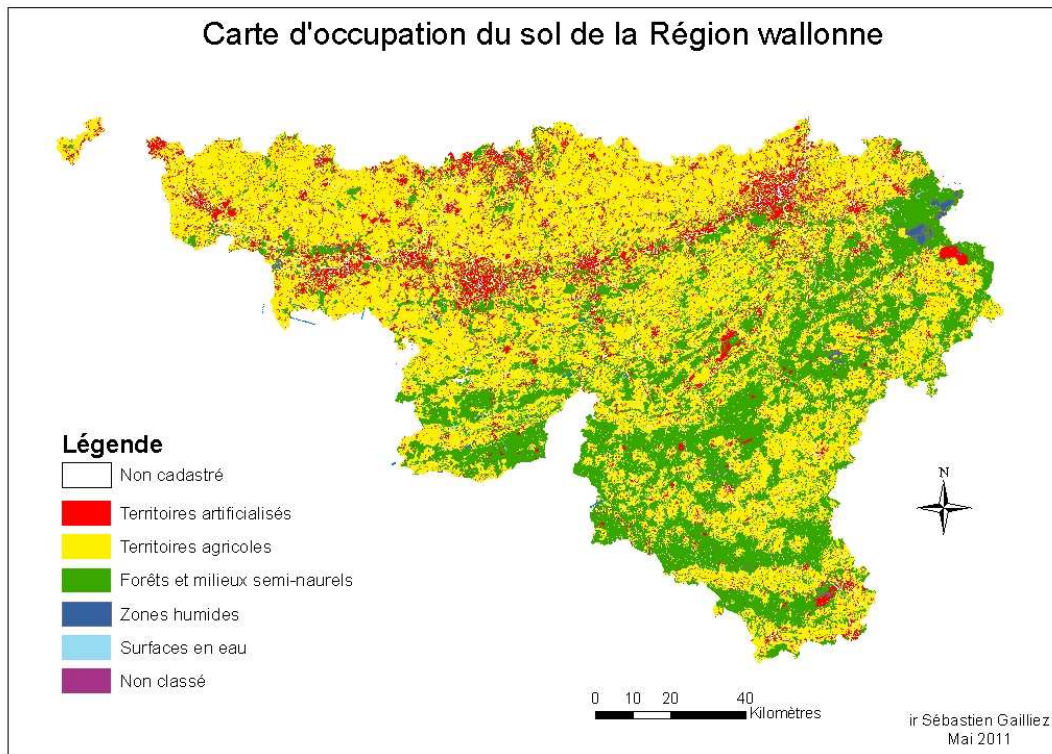 Carte d'occupation du sol de la Région wallonne
Légende
Non cadastré
Territoires artificialisés
Territoires agricoles
Forêts et milieux semi-naurels
Zones humides
Surfaces en eau
Non classé
N
0 10 20 40
Kilomètres
ir Sébastien Gailliez
Mai 2011